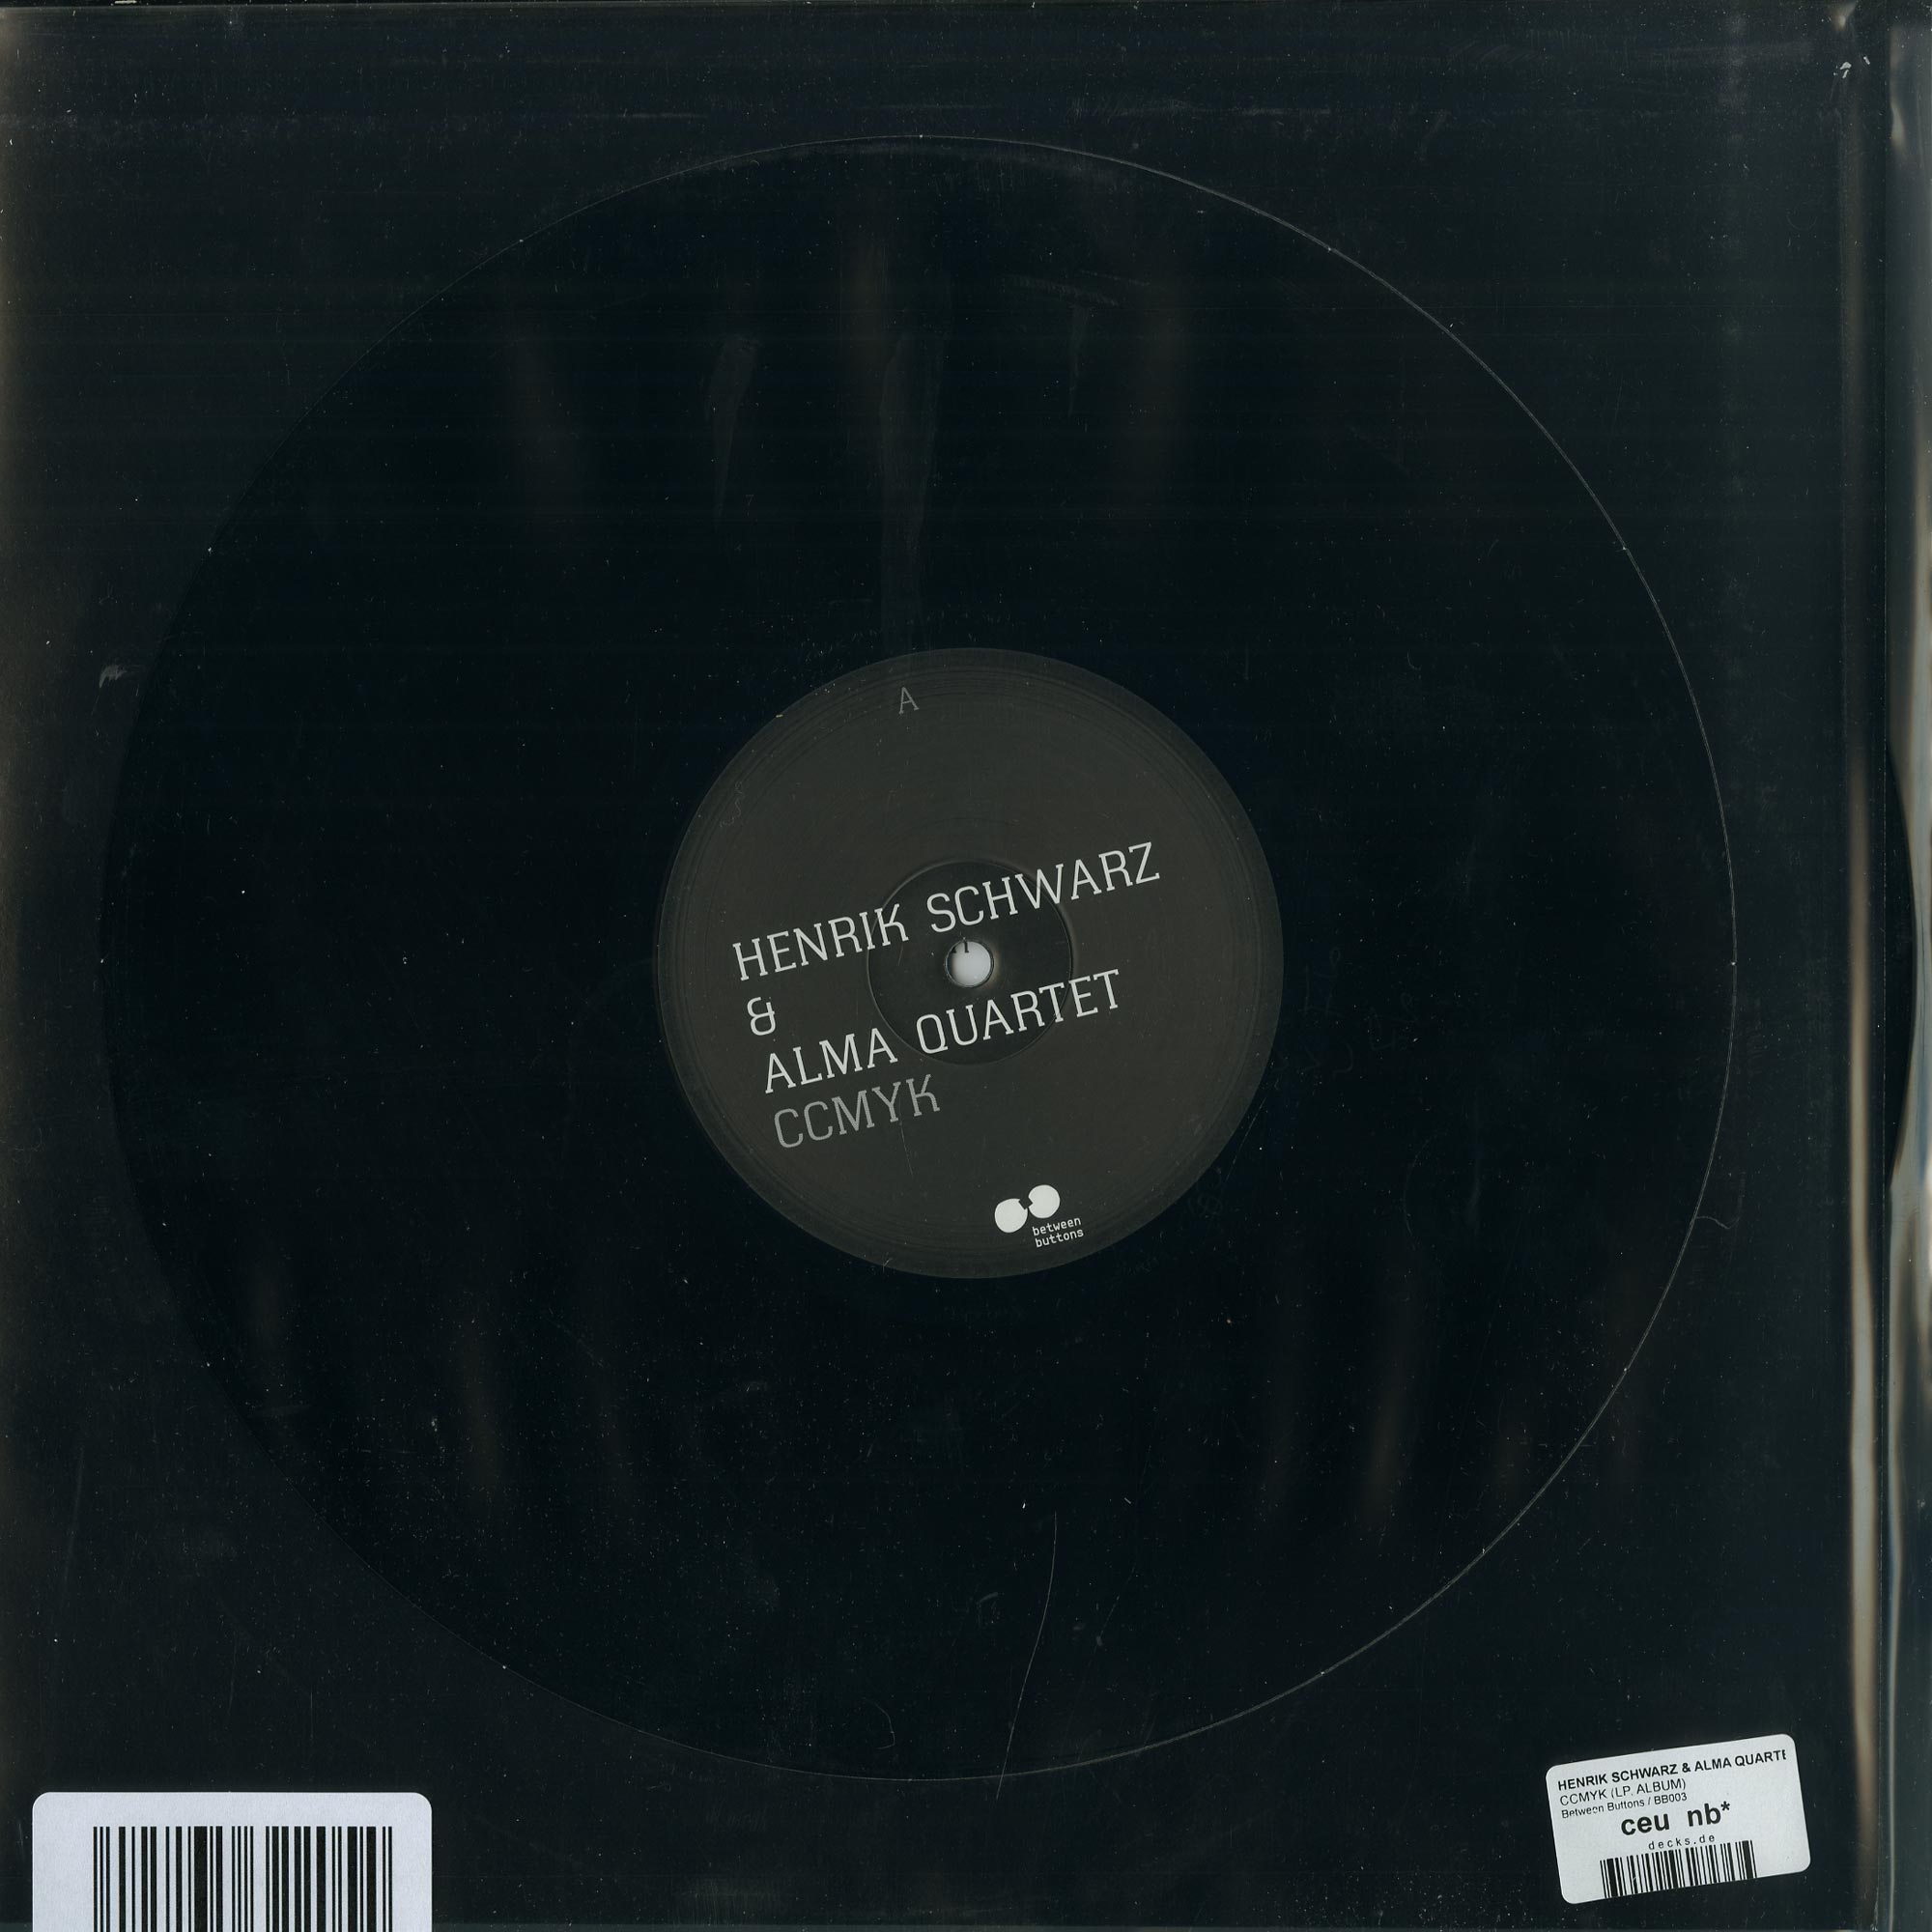 A
HENRIK SCHWARZ
&
ALMA QUARTET
CCMYK
between
buttons
HENRIK SCHWARZ & ALMA QUARTE
CCMYK (LP, ALBUM)
Between Buttons / BB003
ceu nb*
decks.de